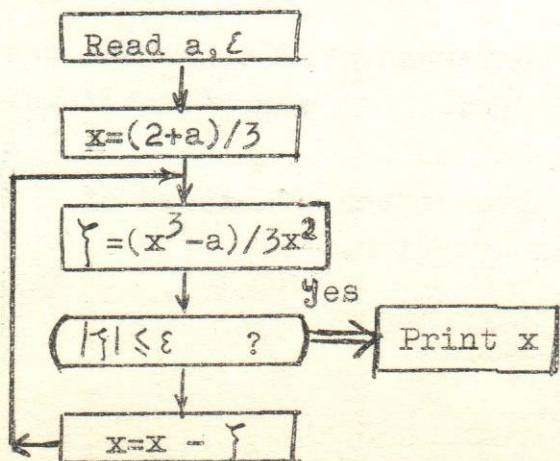 Read a, ε
x=(2+a)/3
ζ=(x³-a)/3x²
yes
|ζ| ≤ ε ?
Print x
x=x - ζ